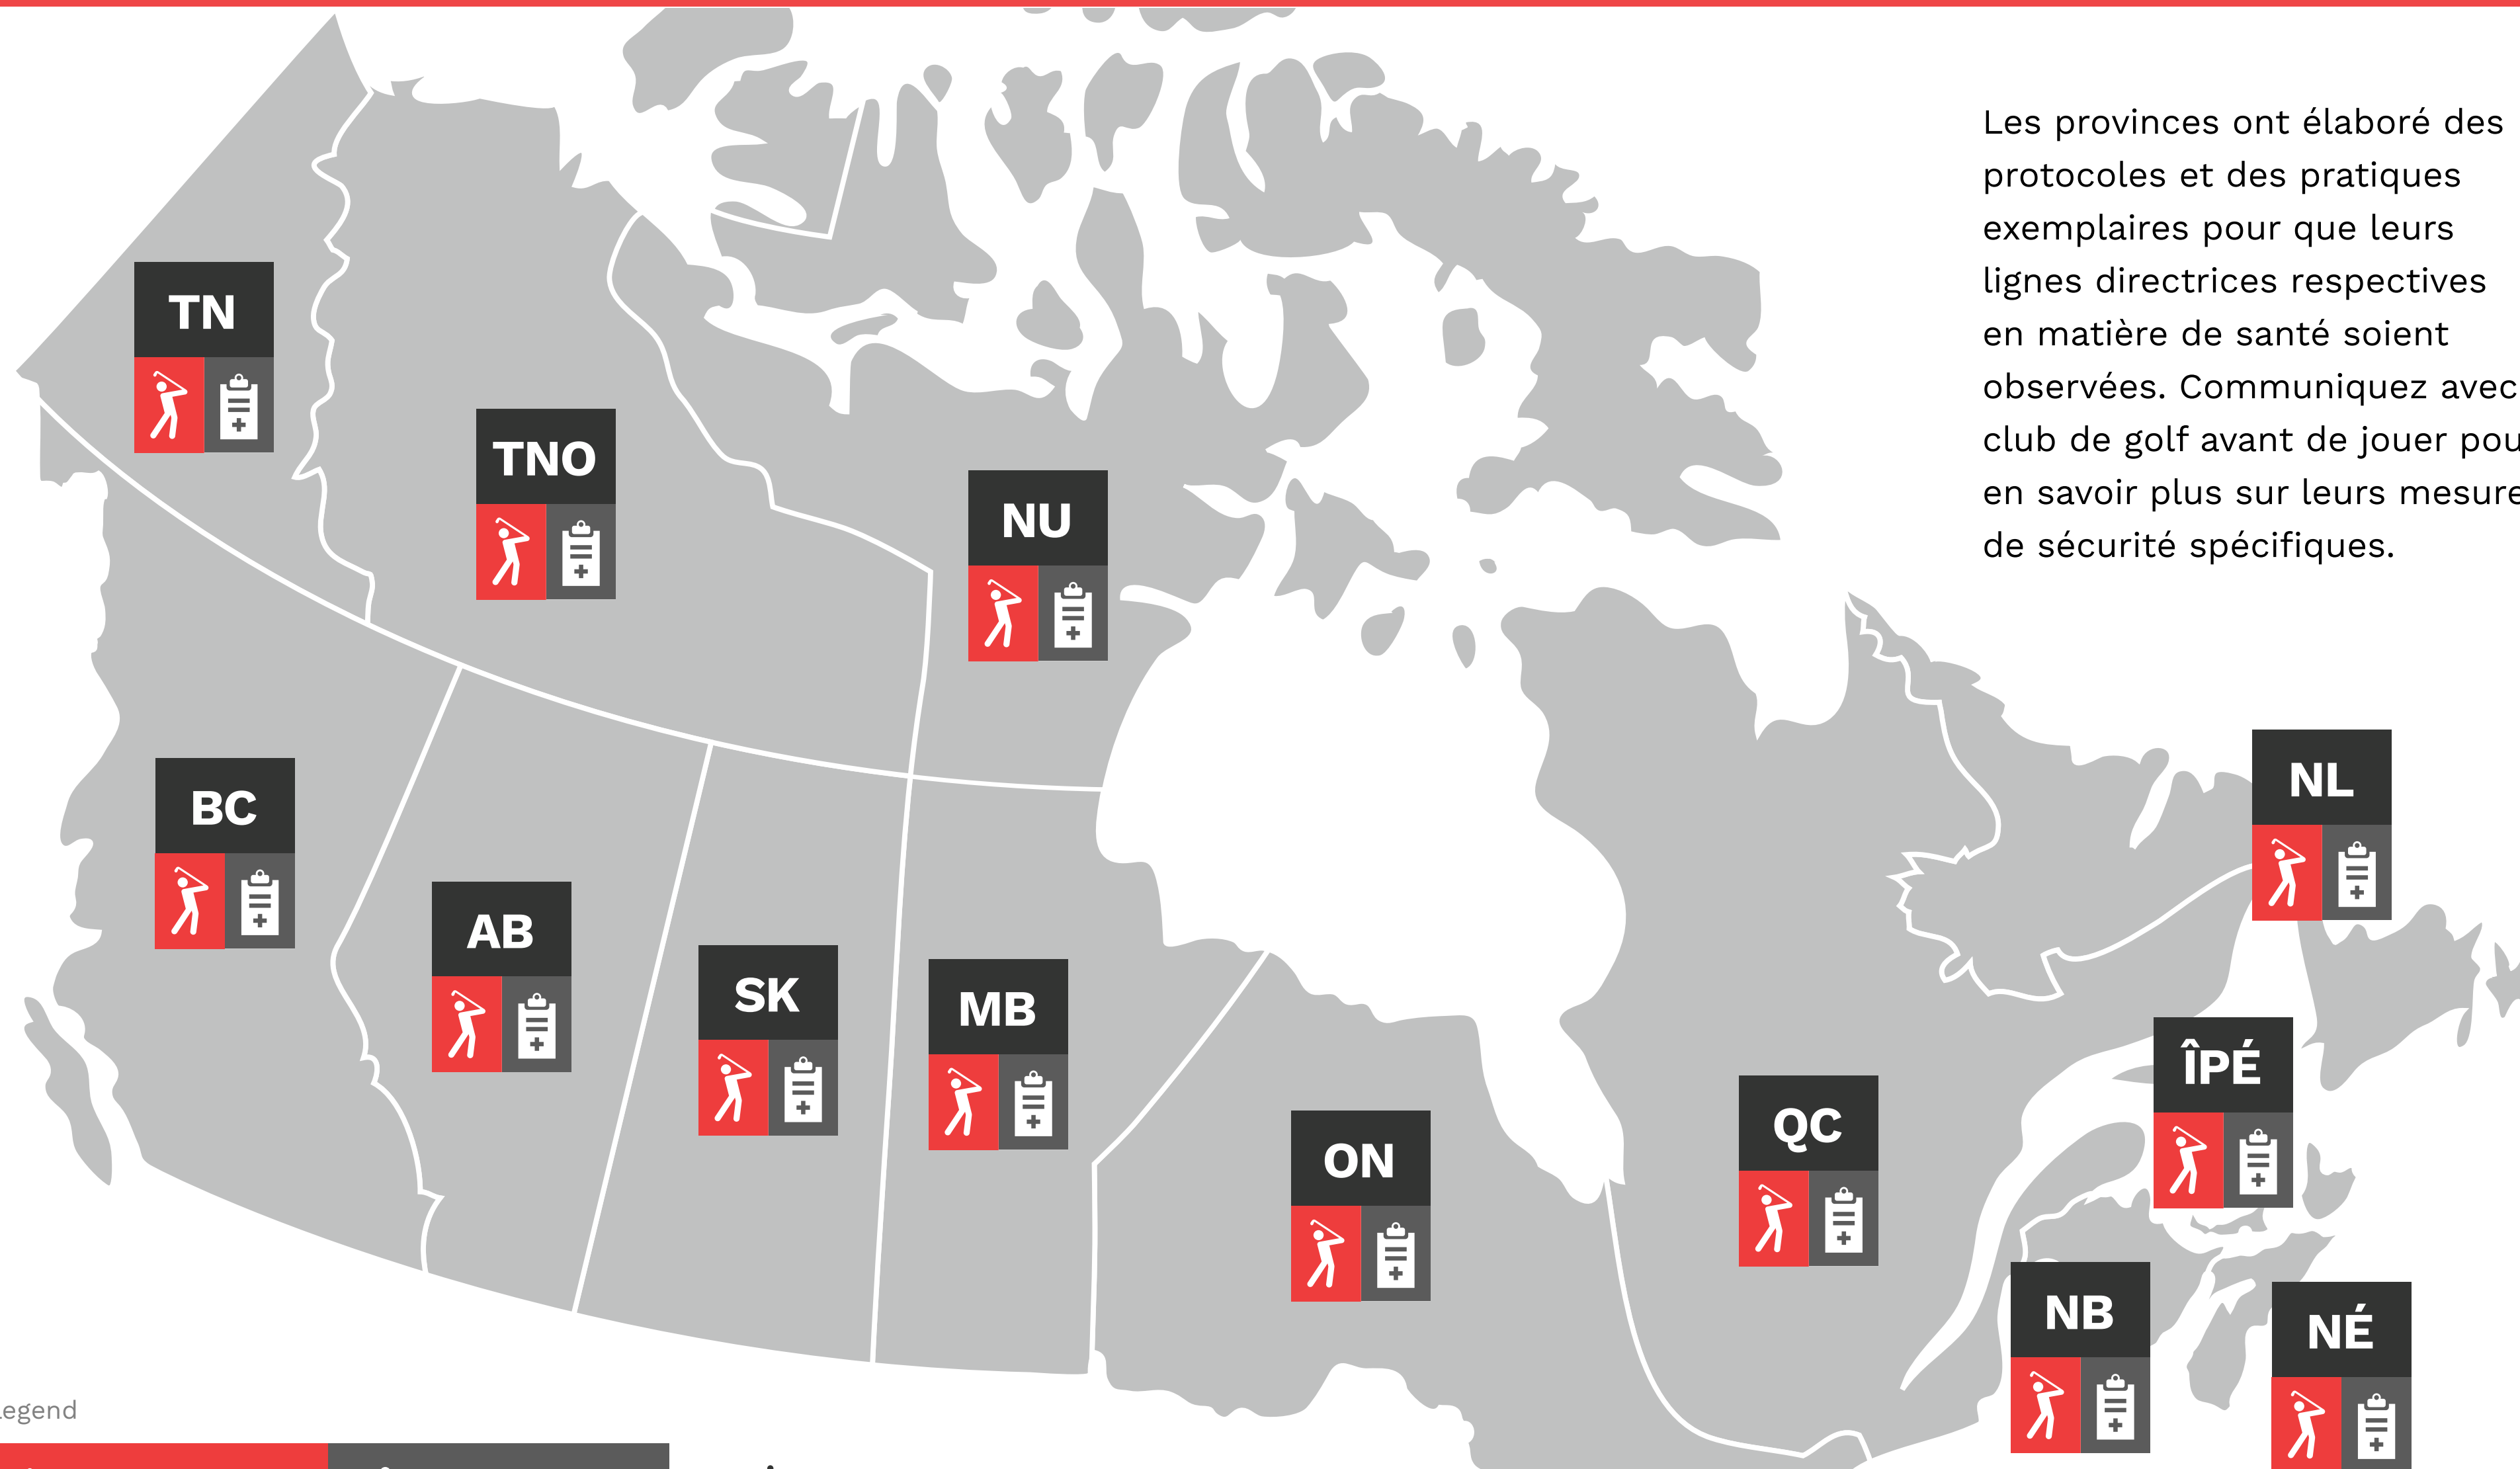 Les provinces ont élaboré des
protocoles et des pratiques
exemplaires pour que leurs
lignes directrices respectives
en matière de santé soient
observées. Communiquez avec
club de golf avant de jouer
en savoir plus sur leurs
de sécurité spécifiques.
TN
TNO
NU
BC
AB
SK
MB
ON
QC
NL
ÎPÉ
NB
NÉ
egend